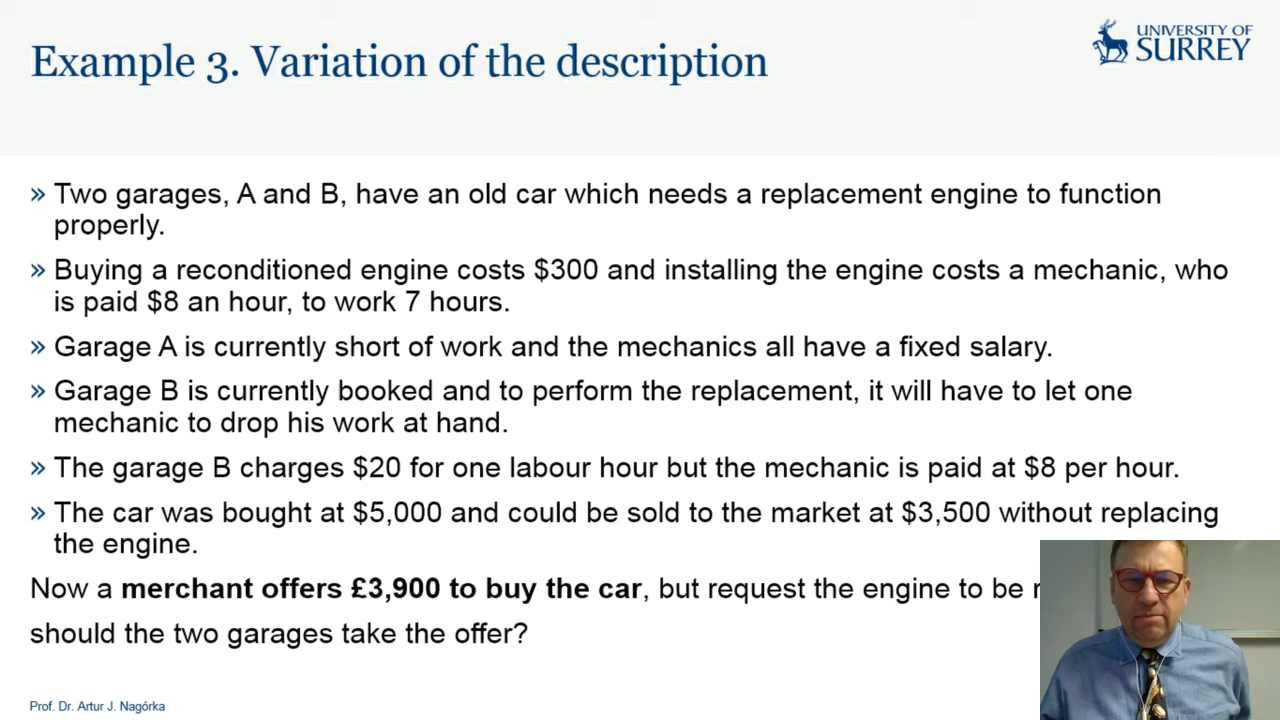 Example 3. Variation of the description
UNIVERSITY OF
SURREY
» Two garages, A and B, have an old car which needs a replacement engine to function
properly.
» Buying a reconditioned engine costs $300 and installing the engine costs a mechanic, who
is paid $8 an hour, to work 7 hours.
» Garage A is currently short of work and the mechanics all have a fixed salary.
» Garage B is currently booked and to perform the replacement, it will have to let one
mechanic to drop his work at hand.
» The garage B charges $20 for one labour hour but the mechanic is paid at $8 per hour.
» The car was bought at $5,000 and could be sold to the market at $3,500 without replacing
the engine.
Now a merchant offers £3,900 to buy the car, but request the engine to be
should the two garages take the offer?
Prof. Dr. Artur J. Nagórka